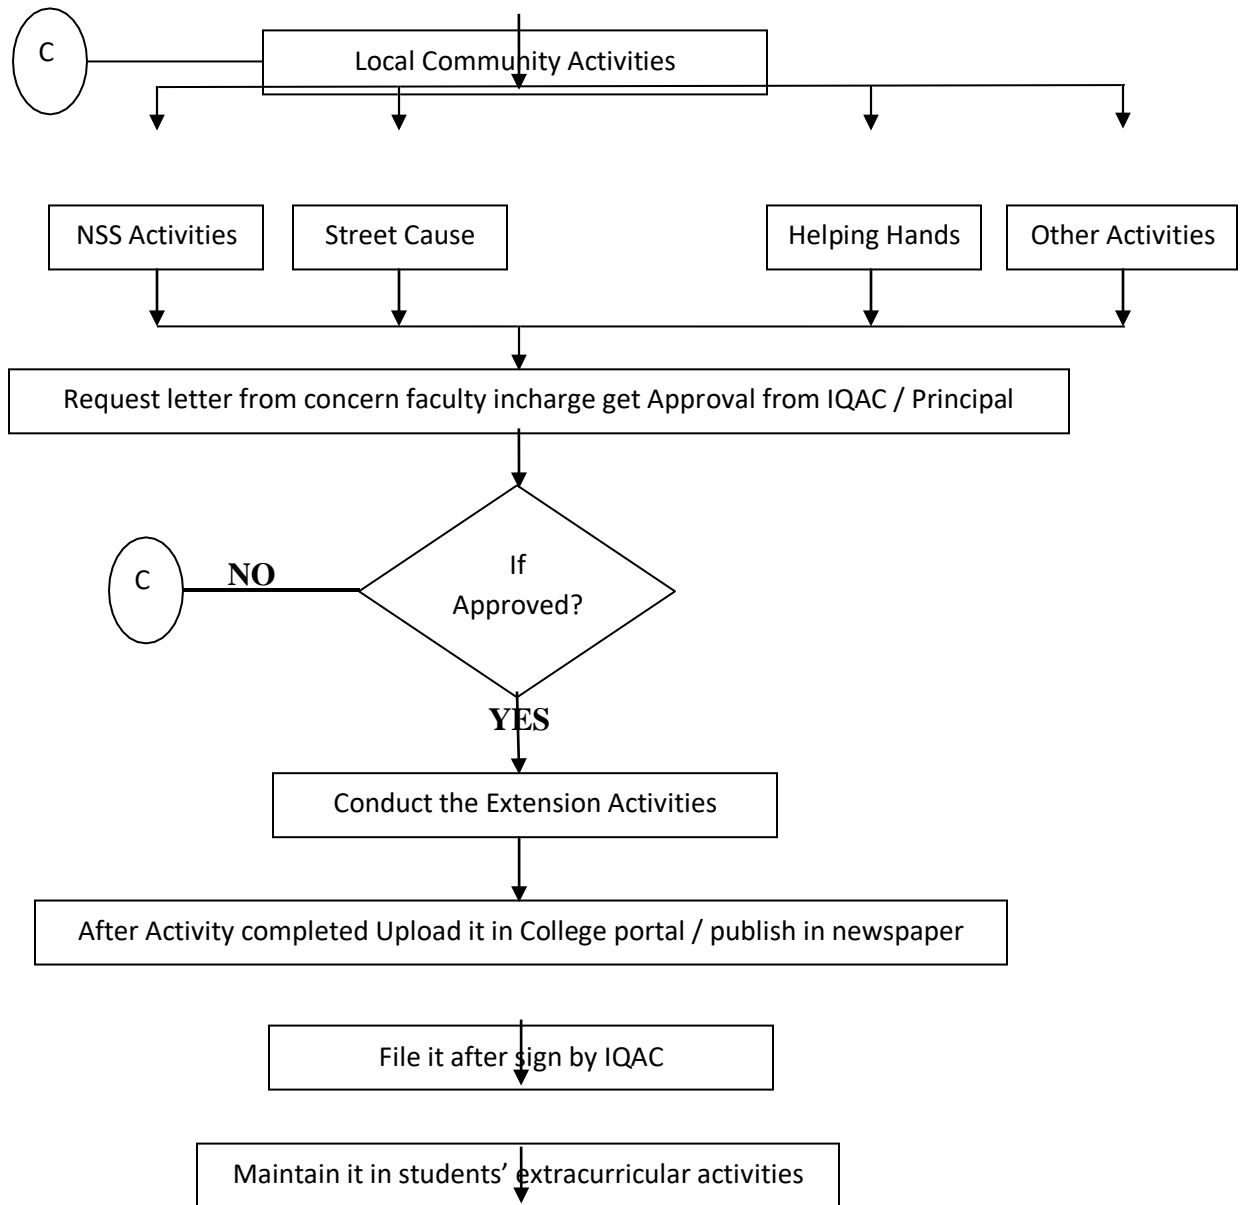 C
Local Community Activities
NSS Activities
Street Cause
Helping Hands
Other Activities
Request letter from concern faculty incharge get Approval from IQAC / Principal
If
Approved?
C
NO
YES
Conduct the Extension Activities
After Activity completed Upload it in College portal / publish in newspaper
File it after sign by IQAC
Maintain it in students’ extracurricular activities